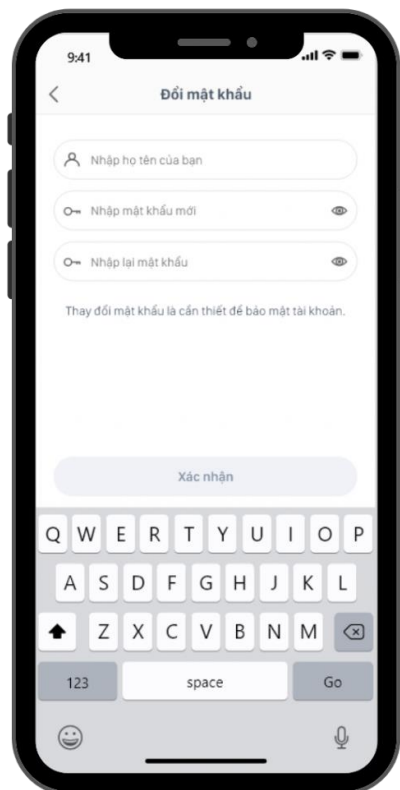 9:41
Đổi mật khẩu
Nhập họ tên của bạn
Nhập mật khẩu mới
Nhập lại mật khẩu
Thay đổi mật khẩu là cần thiết để bảo mật tài khoản.
Xác nhận
Q W E R T Y U I O P
A S D F G H J K L
Z X C V B N M
123 space Go